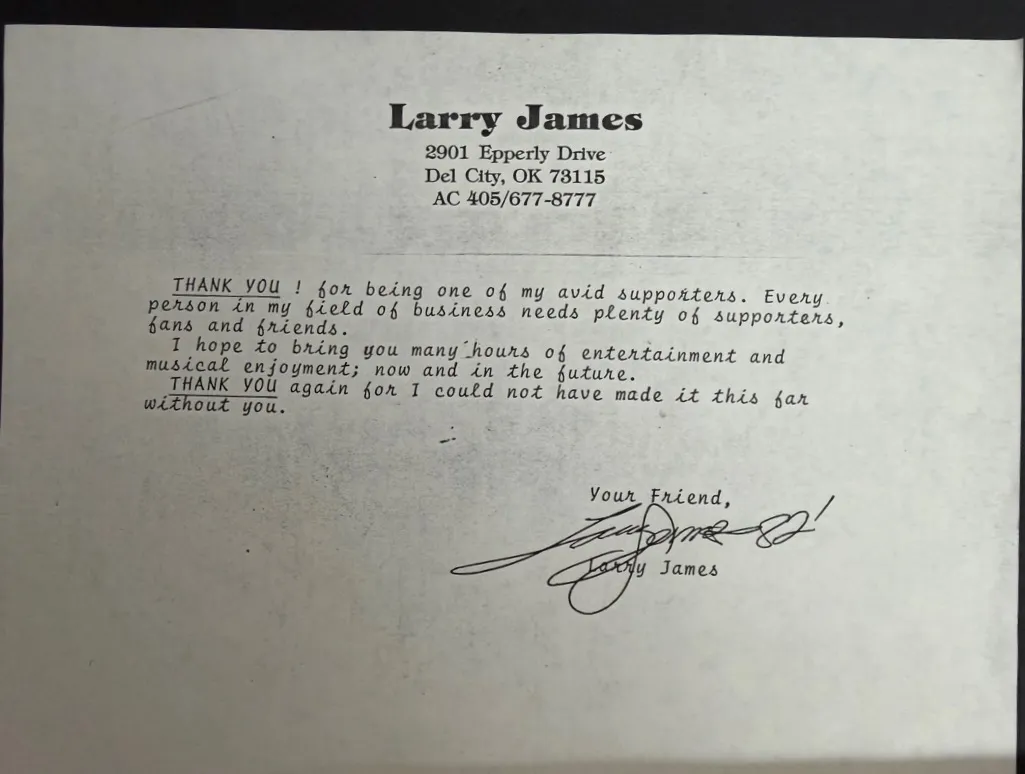 Larry James
2901 Epperly Drive
Del City, OK 73115
AC 405/677-8777
THANK YOU ! for being one of my avid supporters. Every
person in my field of business needs plenty of supporters,
fans and friends.
I hope to bring you many hours of entertainment and
musical enjoyment; now and in the future.
THANK YOU again for I could not have made it this far
without you.
Your Friend,
Larry James 82'
Larry James